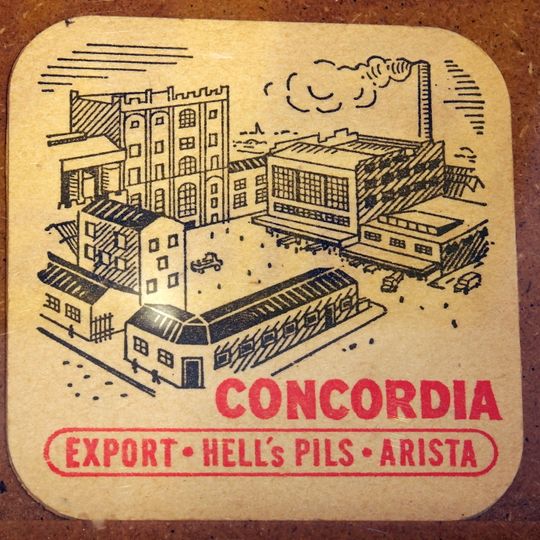 CONCORDIA
EXPORT • HELL's PILS • ARISTA